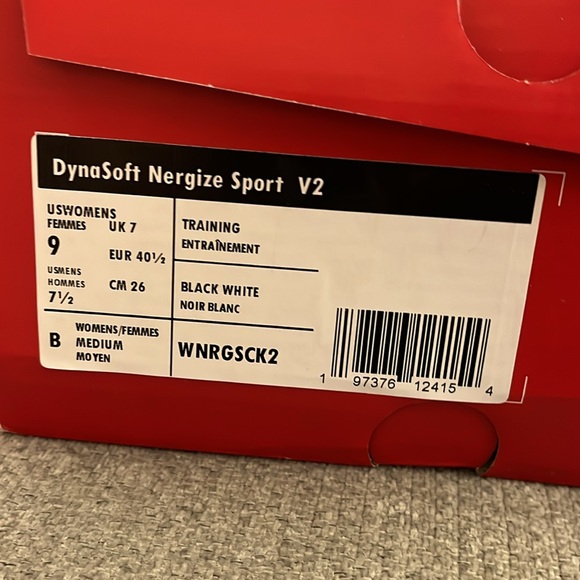 DynaSoft Nergize Sport V2
USWOMENS
FEMMES
9
UK 7
EUR 40½
USMENS
HOMMES
7½
CM 26
TRAINING
ENTRAÎNEMENT
BLACK WHITE
NOIR BLANC
B
WOMENS/FEMMES
MEDIUM
MOYEN
WNRGSCK2
1 97376 12415 4